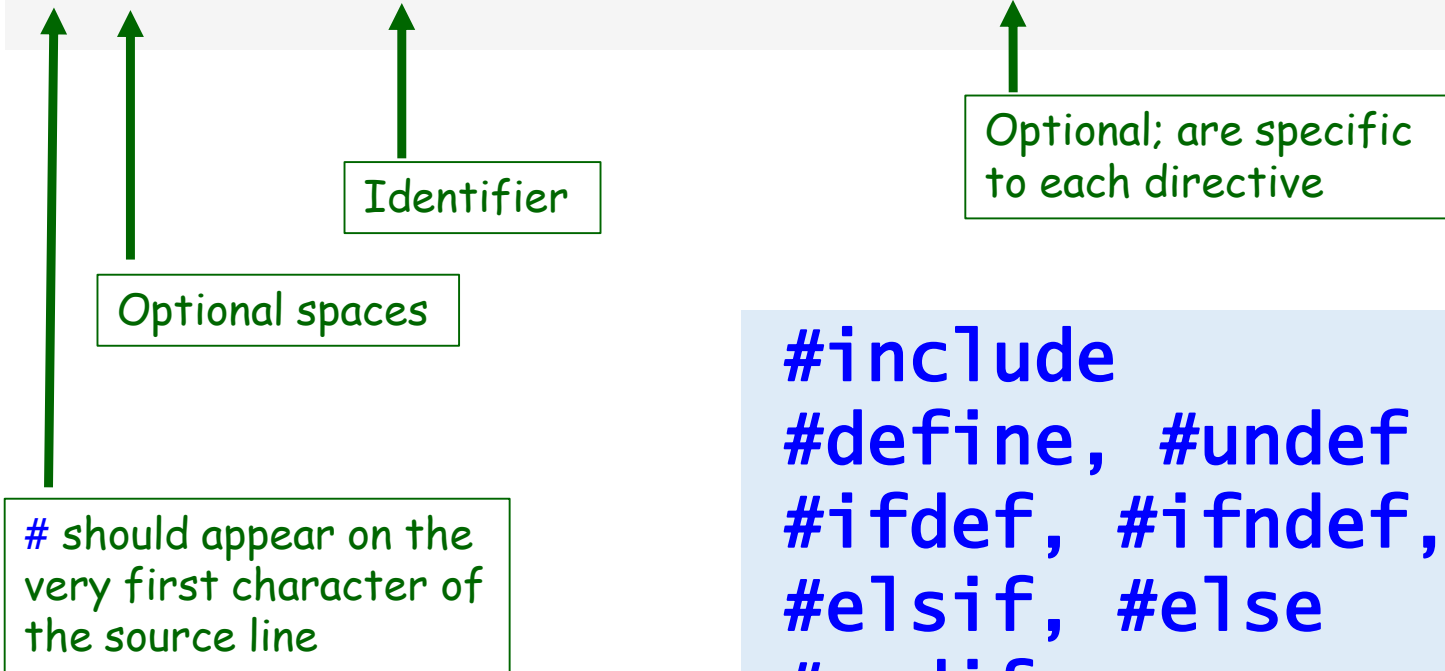 Optional; are specific
to each directive
Identifier
Optional spaces
#include
#define, #undef
#ifdef, #ifndef,
#elsif, #else
# should appear on the
very first character of
the source line